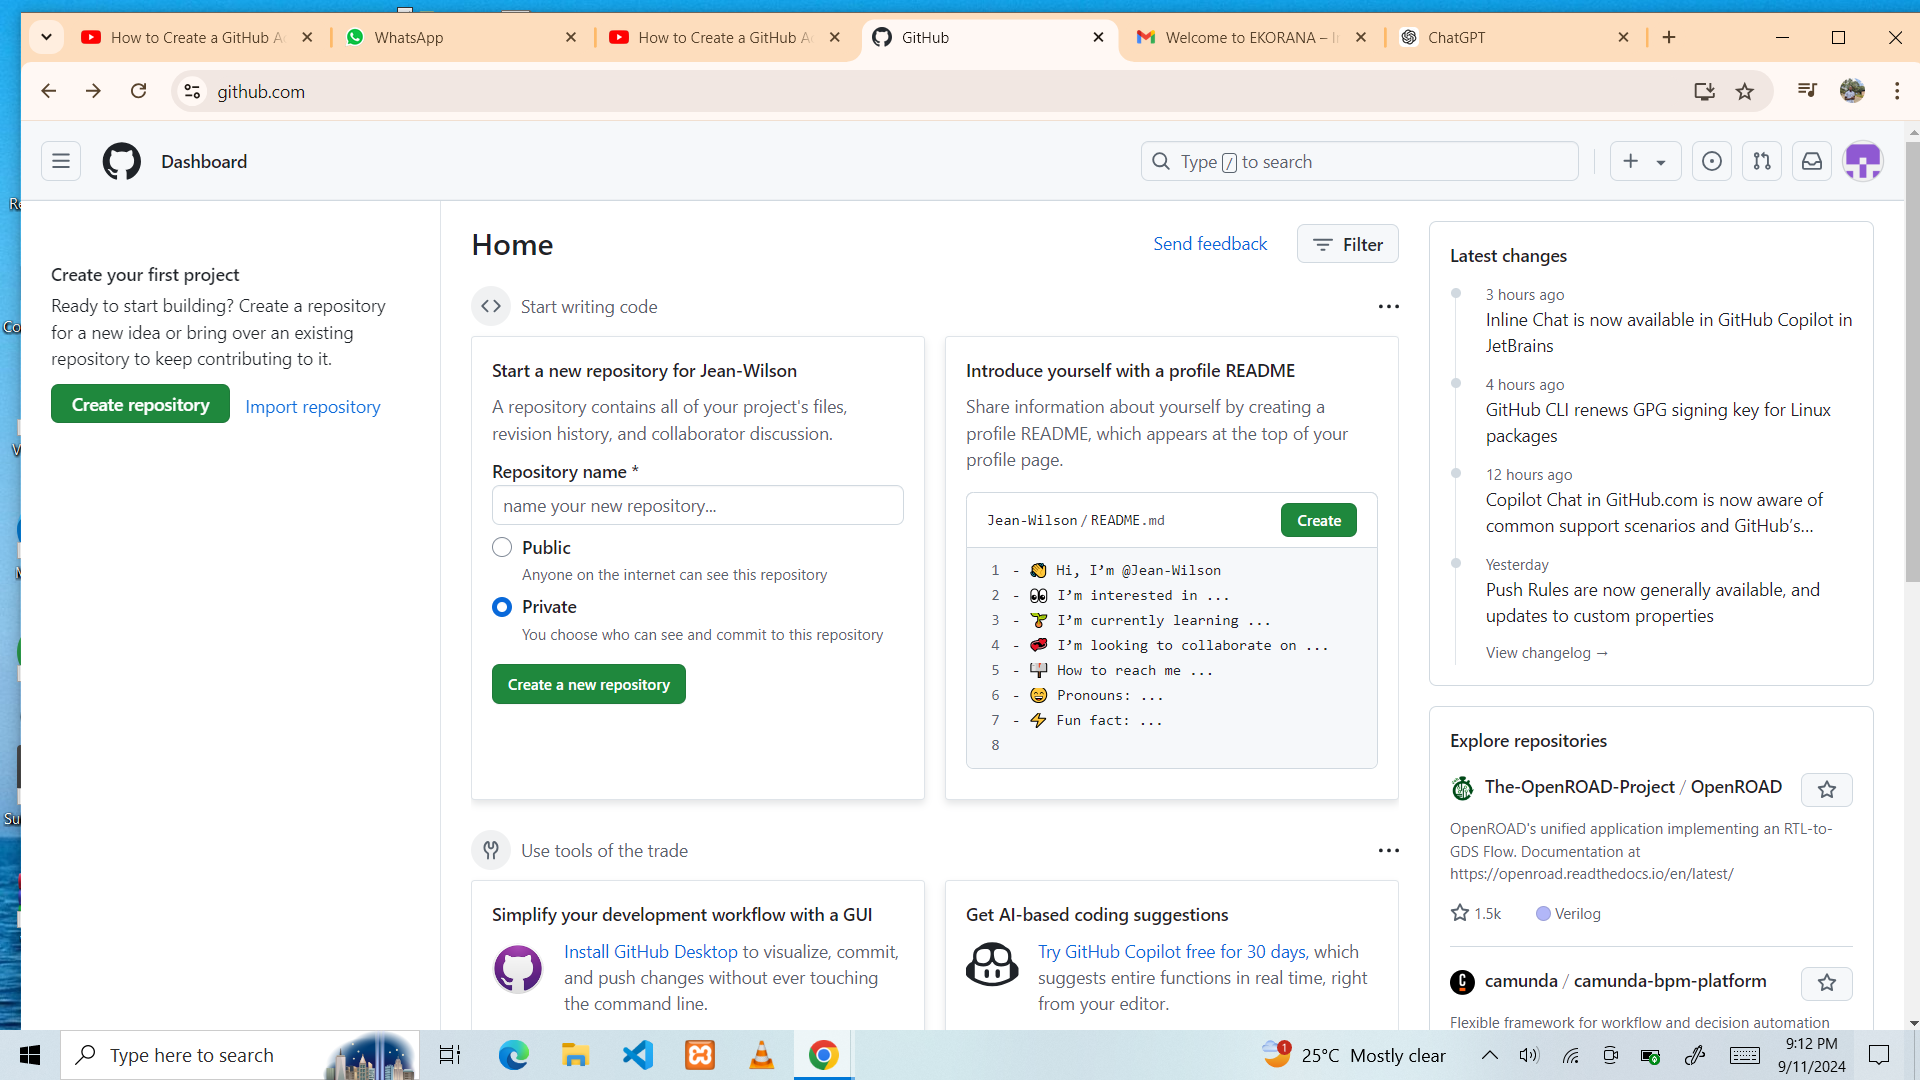 How to Create a GitHub A
WhatsApp
How to Create a GitHub A
GitHub
Welcome to EKORANA – I
ChatGPT
github.com
Dashboard
Type / to search
Create your first project
Ready to start building? Create a repository
for a new idea or bring over an existing
repository to keep contributing to it.
Create repository
Import repository
Home
Send feedback
Filter
Start writing code
Start a new repository for Jean-Wilson
A repository contains all of your project's files,
revision history, and collaborator discussion.
Repository name *
name your new repository...
Public
Anyone on the internet can see this repository
Private
You choose who can see and commit to this repository
Create a new repository
Introduce yourself with a profile README
Share information about yourself by creating a
profile README, which appears at the top of your
profile page.
Jean-Wilson / README.md
Create
1 - 👋 Hi, I’m @Jean-Wilson
2 - 👀 I’m interested in ...
3 - 🌱 I’m currently learning ...
4 - 💞️ I’m looking to collaborate on ...
5 - 📫 How to reach me ...
6 - 😄 Pronouns: ...
7 - ⚡ Fun fact: ...
8
Use tools of the trade
Simplify your development workflow with a GUI
Install GitHub Desktop to visualize, commit,
and push changes without ever touching
the command line.
Get AI-based coding suggestions
Try GitHub Copilot free for 30 days, which
suggests entire functions in real time, right
from your editor.
Latest changes
3 hours ago
Inline Chat is now available in GitHub Copilot in
JetBrains
4 hours ago
GitHub CLI renews GPG signing key for Linux
packages
12 hours ago
Copilot Chat in GitHub.com is now aware of
common support scenarios and GitHub’s...
Yesterday
Push Rules are now generally available, and
updates to custom properties
View changelog →
Explore repositories
The-OpenROAD-Project / OpenROAD
OpenROAD's unified application implementing an RTL-to-
GDS Flow. Documentation at
https://openroad.readthedocs.io/en/latest/
1.5k
Verilog
camunda / camunda-bpm-platform
Flexible framework for workflow and decision automation
Type here to search
1
25°C Mostly clear
9:12 PM
9/11/2024